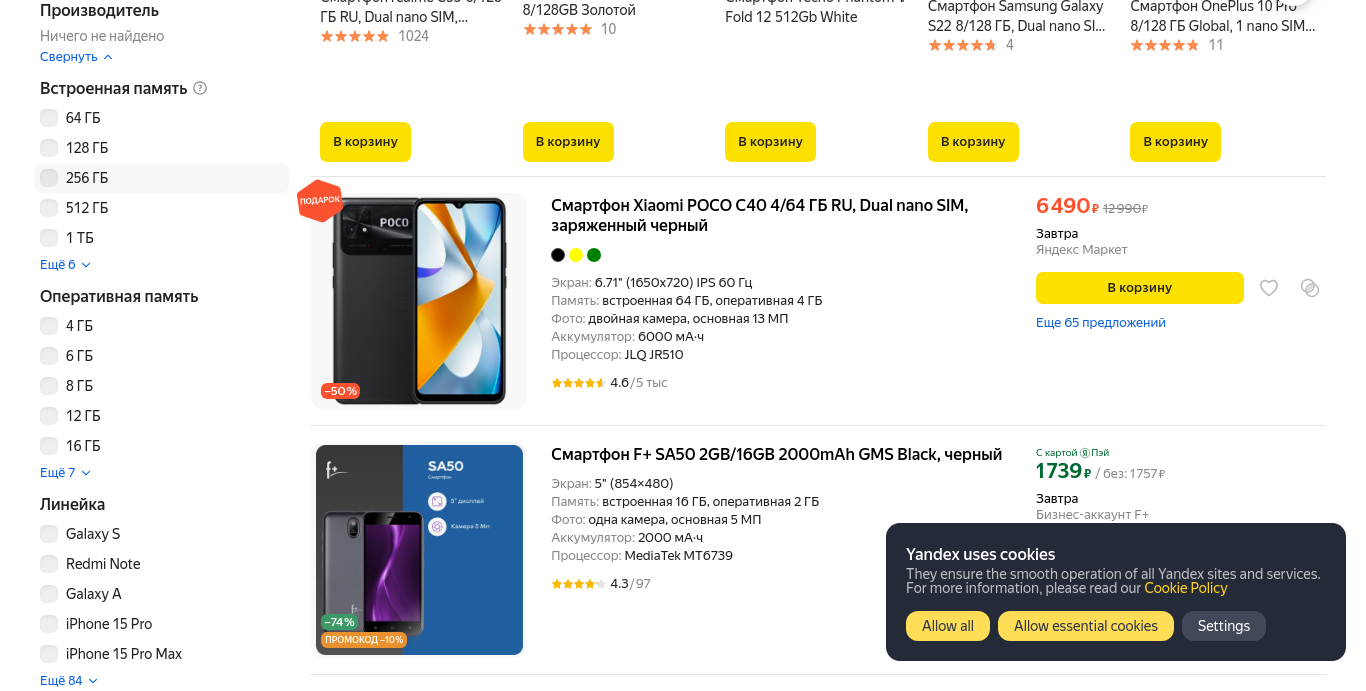 Производитель
Ничего не найдено
Свернуть
Встроенная память
?
64 ГБ
128 ГБ
256 ГБ
512 ГБ
1 ТБ
Ещё 6
Оперативная память
4 ГБ
6 ГБ
8 ГБ
12 ГБ
16 ГБ
Ещё 7
Линейка
Galaxy S
Redmi Note
Galaxy A
iPhone 15 Pro
iPhone 15 Pro Max
Ещё 84
ГБ RU, Dual nano SIM,...
1024
В корзину
8/128GB Золотой
10
В корзину
Смартфон Tecno Phantom V
Fold 12 512Gb White
В корзину
Смартфон Samsung Galaxy
S22 8/128 ГБ, Dual nano SI...
4
В корзину
Смартфон OnePlus 10 Pro
8/128 ГБ Global, 1 nano SIM...
11
В корзину
ПОДАРОК
POCO
−50%
Смартфон Xiaomi POCO C40 4/64 ГБ RU, Dual nano SIM,
заряженный черный
Экран: 6.71" (1650x720) IPS 60 Гц
Память: встроенная 64 ГБ, оперативная 4 ГБ
Фото: двойная камера, основная 13 МП
Аккумулятор: 6000 мА·ч
Процессор: JLQ JR510
4.6/5 тыс
6 490 ₽ 12 990 ₽
Завтра
Яндекс Маркет
В корзину
Еще 65 предложений
f+
SA50
Смартфон
5" дисплей
Камера 5 Мп
−74%
ПРОМОКОД −10%
Смартфон F+ SA50 2GB/16GB 2000mAh GMS Black, черный
Экран: 5" (854×480)
Память: встроенная 16 ГБ, оперативная 2 ГБ
Фото: одна камера, основная 5 МП
Аккумулятор: 2000 мА·ч
Процессор: MediaTek MT6739
4.3/97
С картой Я Пэй
1 739 ₽ / без: 1 757 ₽
Завтра
Бизнес-аккаунт F+
Yandex uses cookies
They ensure the smooth operation of all Yandex sites and services.
For more information, please read our Cookie Policy
Allow all
Allow essential cookies
Settings